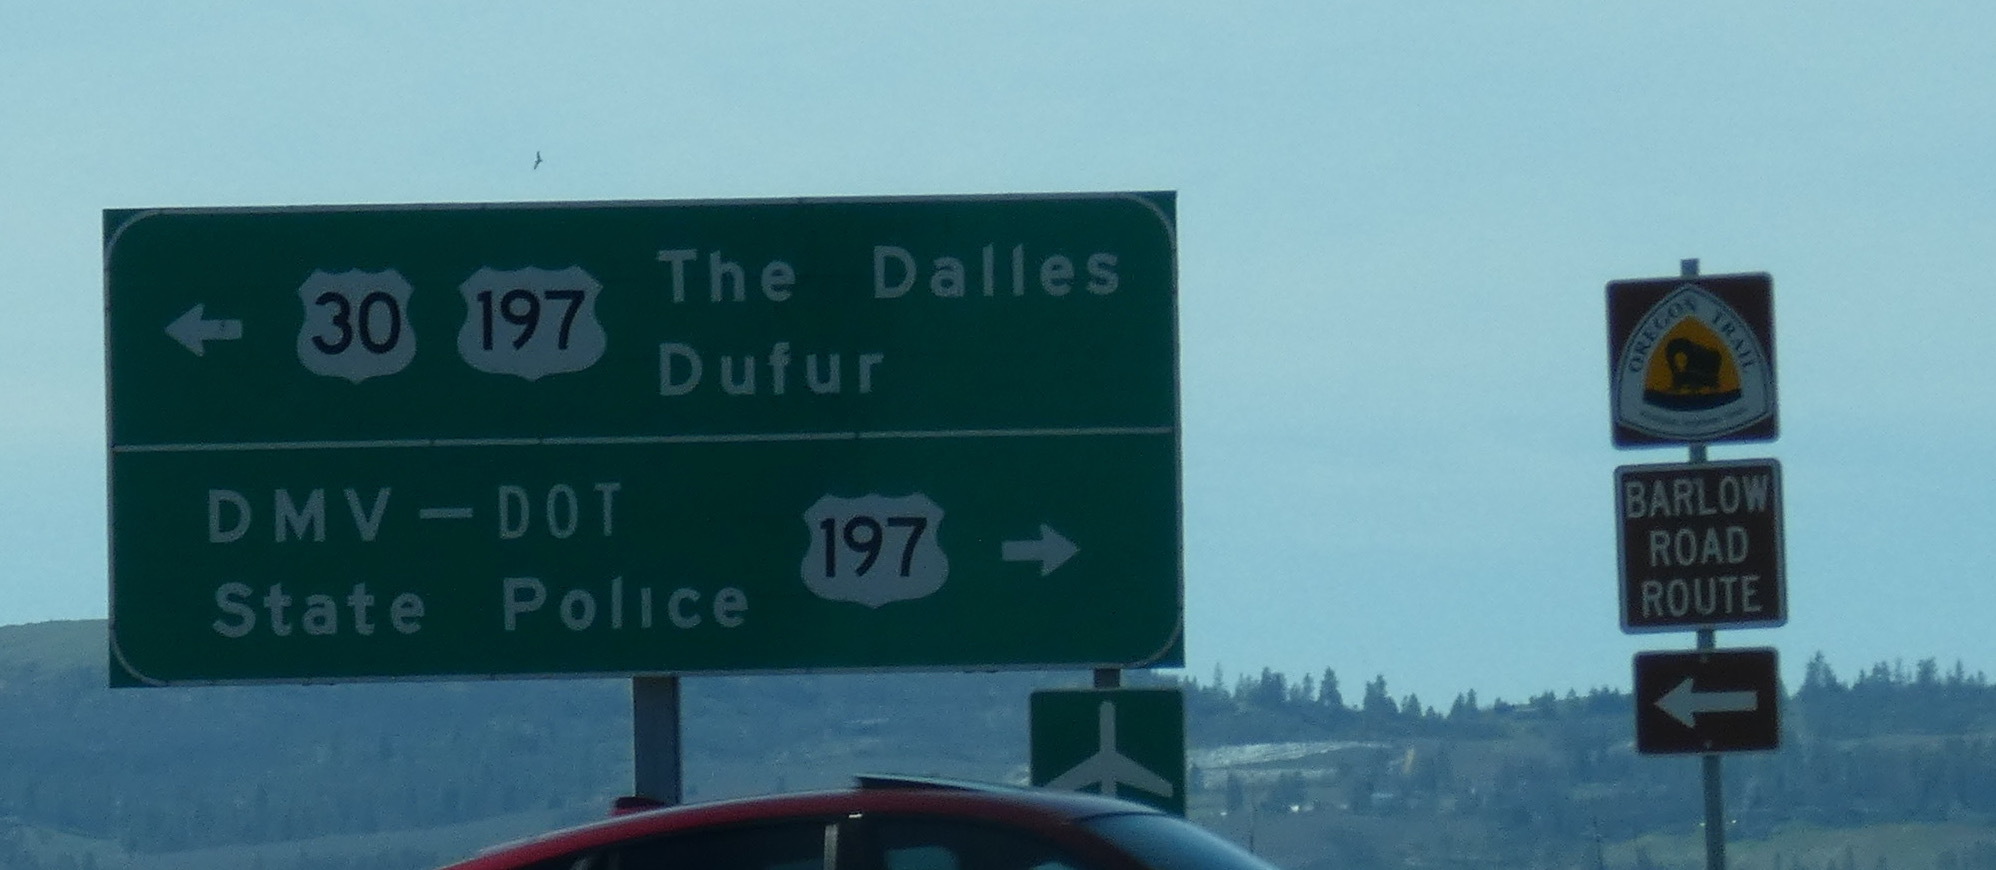 30 197 The Dalles
Dufur
DMV — DOT
State Police 197
OREGON TRAIL
BARLOW
ROAD
ROUTE